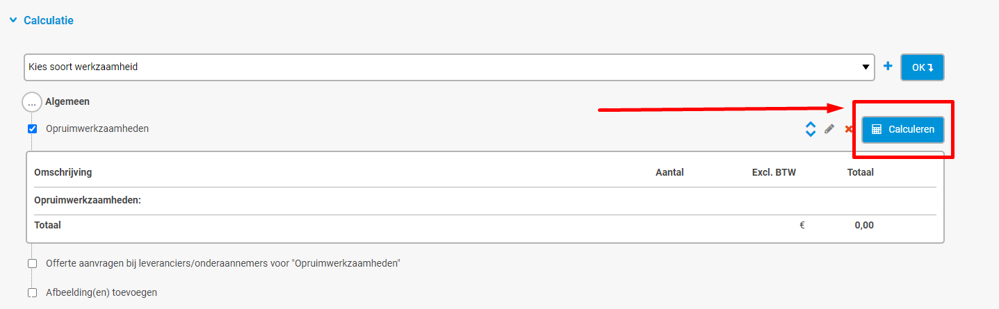 Calculatie
Kies soort werkzaamheid
OK
... Algemeen
Opruimwerkzaamheden
Calculeren
Omschrijving Aantal Excl. BTW Totaal
Opruimwerkzaamheden:
Totaal € 0,00
Offerte aanvragen bij leveranciers/onderaannemers voor "Opruimwerkzaamheden"
Afbeelding(en) toevoegen